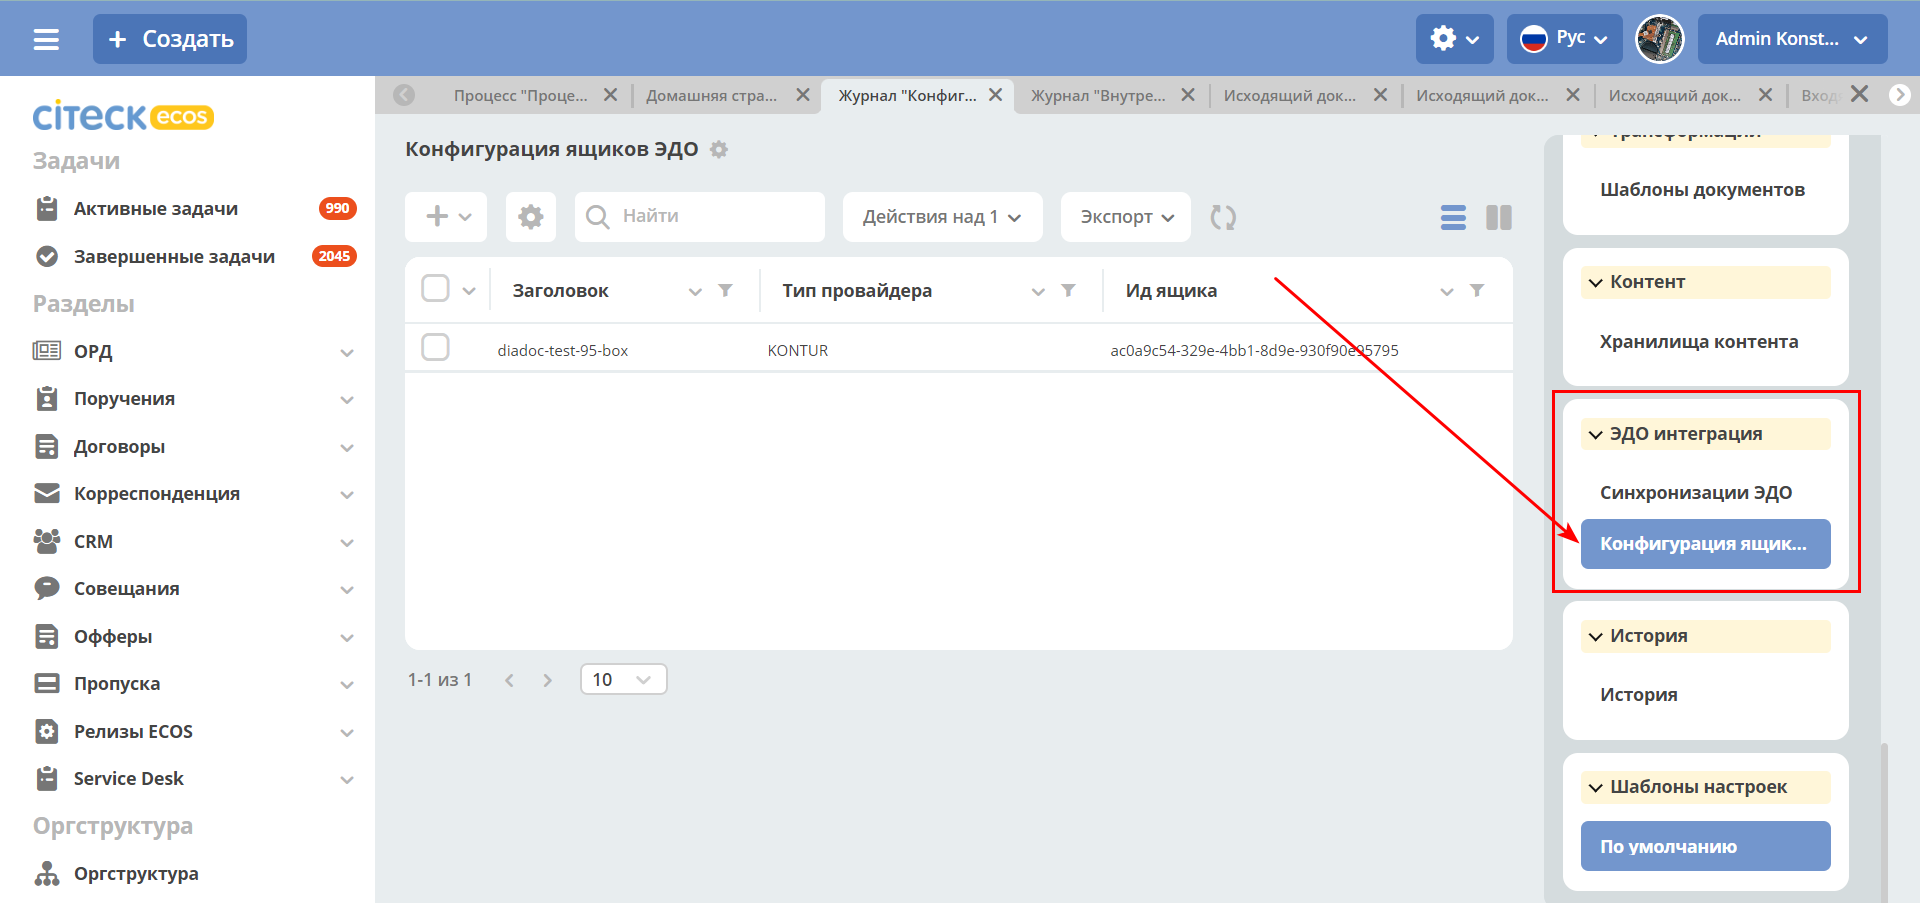 Создать
Рус
Admin Konst...
Процесс "Проце...
Домашняя стра...
Журнал "Конфиг...
Журнал "Внутре...
Исходящий док...
Исходящий док...
Исходящий док...
Вход
citeck ecos
Задачи
Активные задачи
990
Завершенные задачи
2045
Разделы
ОРД
Поручения
Договоры
Корреспонденция
CRM
Совещания
Офферы
Пропуска
Релизы ECOS
Service Desk
Оргструктура
Оргструктура
Конфигурация ящиков ЭДО
Найти
Действия над 1
Экспорт
Заголовок
Тип провайдера
Ид ящика
diadoc-test-95-box
KONTUR
ac0a9c54-329e-4bb1-8d9e-930f90e95795
1-1 из 1
10
Трансформации
Шаблоны документов
Контент
Хранилища контента
ЭДО интеграция
Синхронизации ЭДО
Конфигурация ящик...
История
История
Шаблоны настроек
По умолчанию